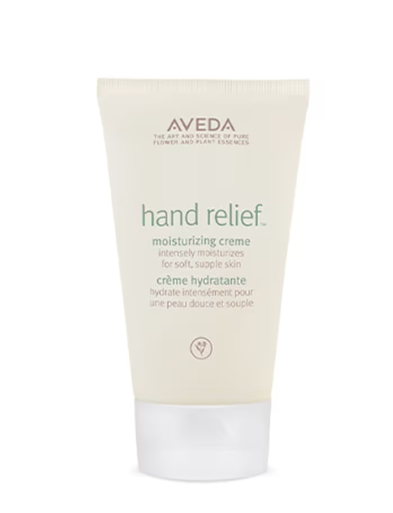 AVEDA
THE ART AND SCIENCE OF PURE
FLOWER AND PLANT ESSENCES
hand relief™
moisturizing creme
intensely moisturizes
for soft, supple skin
crème hydratante
hydrate intensément pour
une peau douce et souple